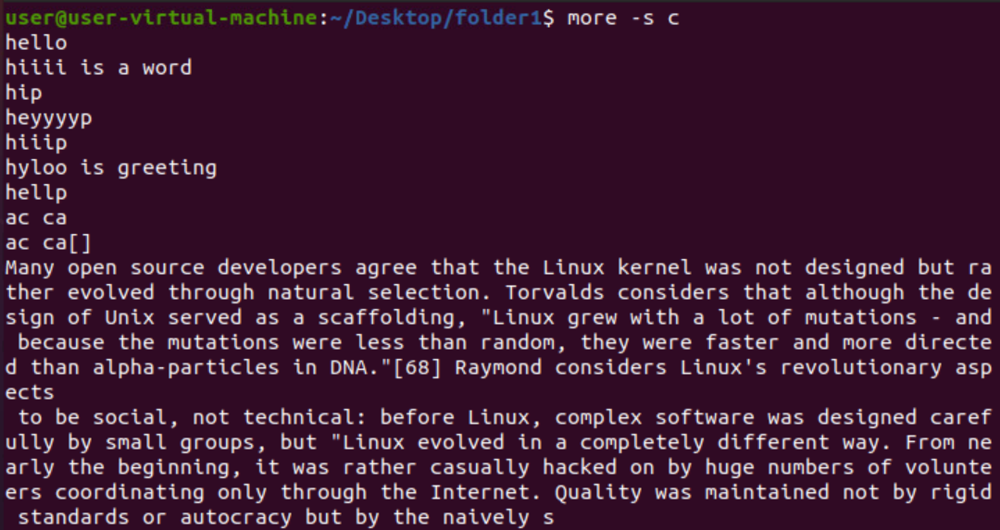 user@user-virtual-machine:~/Desktop/folder1$ more -s c
hello
hiiii is a word
hip
heyyyyp
hiiip
hyloo is greeting
hellp
ac ca
ac ca[]
Many open source developers agree that the Linux kernel was not designed but ra
ther evolved through natural selection. Torvalds considers that although the de
sign of Unix served as a scaffolding, "Linux grew with a lot of mutations - and
 because the mutations were less than random, they were faster and more directe
d than alpha-particles in DNA."[68] Raymond considers Linux's revolutionary asp
ects
 to be social, not technical: before Linux, complex software was designed caref
ully by small groups, but "Linux evolved in a completely different way. From ne
arly the beginning, it was rather casually hacked on by huge numbers of volunte
ers coordinating only through the Internet. Quality was maintained not by rigid
 standards or autocracy but by the naively s